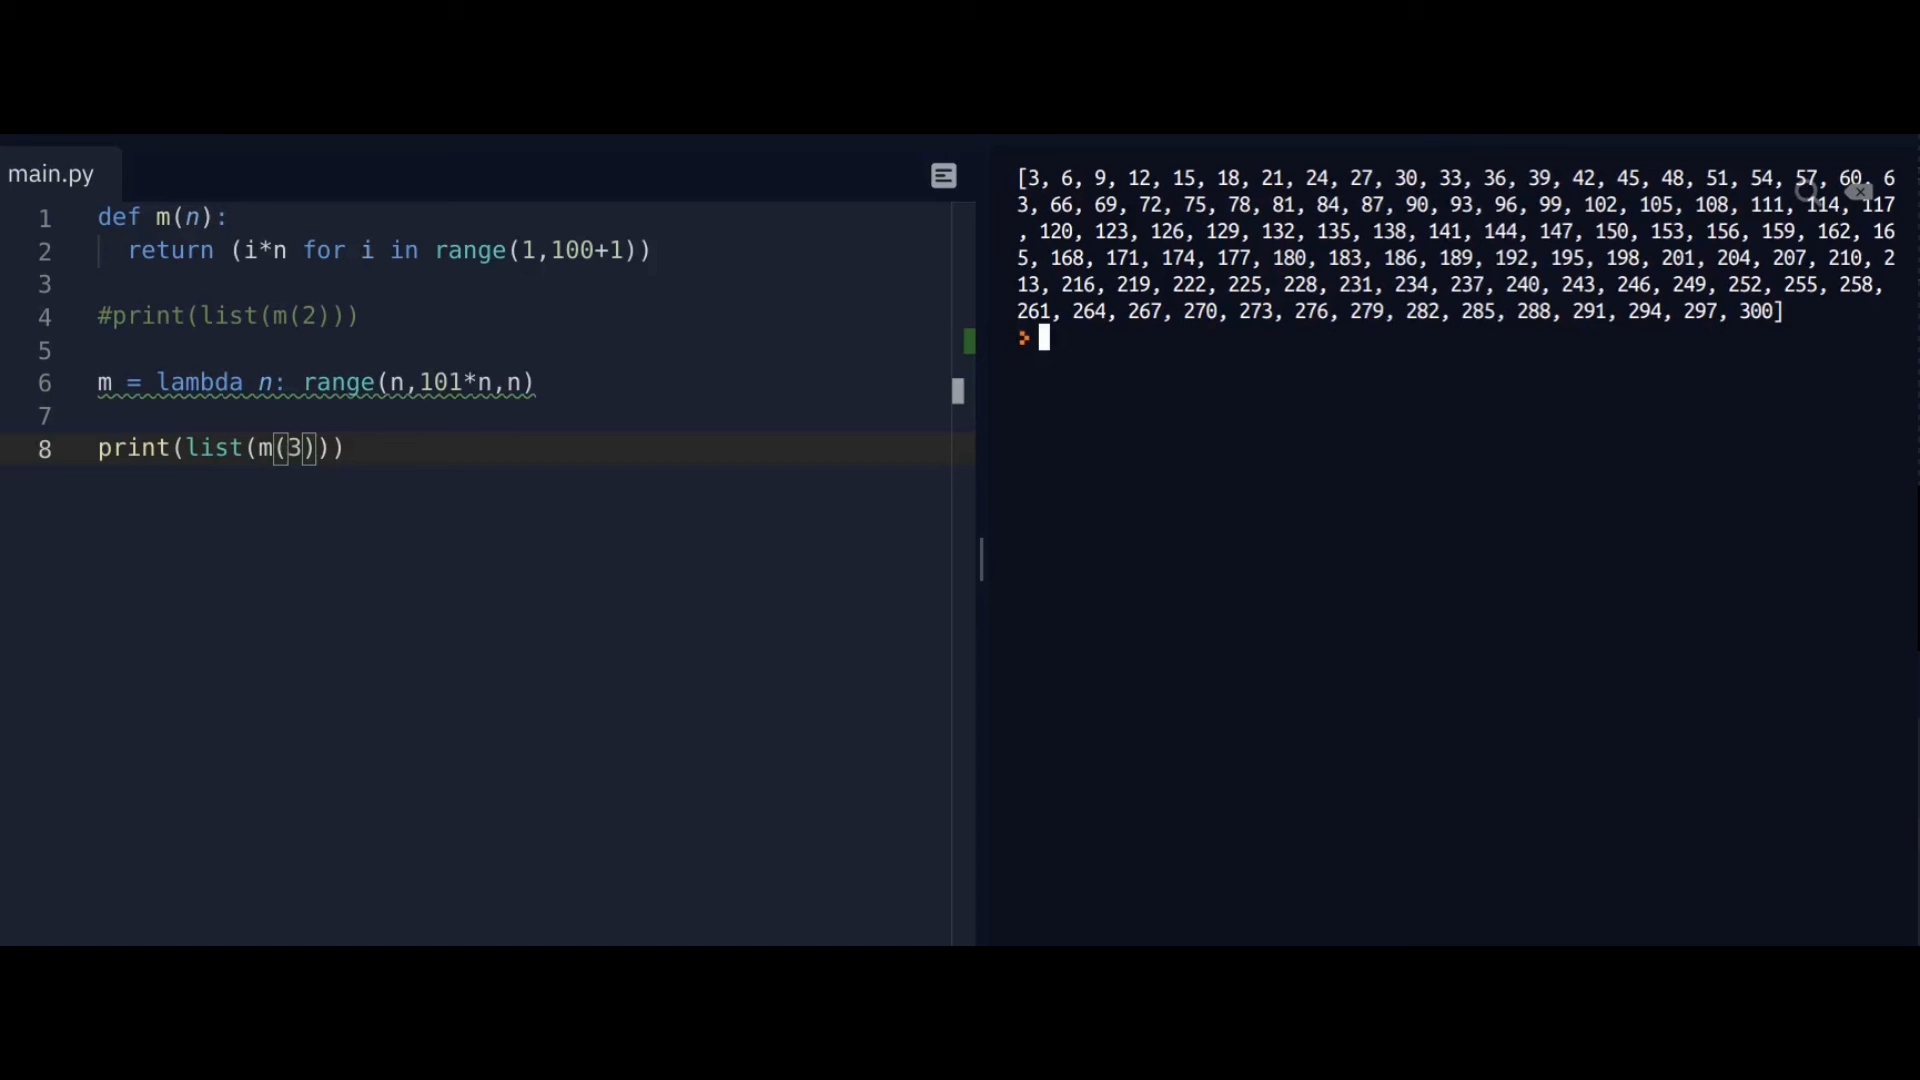 main.py
1 def m(n):
2   return (i*n for i in range(1,100+1))
3
4 #print(list(m(2)))
5
6 m = lambda n: range(n,101*n,n)
7
8 print(list(m(3)))
[3, 6, 9, 12, 15, 18, 21, 24, 27, 30, 33, 36, 39, 42, 45, 48, 51, 54, 57, 60, 6
3, 66, 69, 72, 75, 78, 81, 84, 87, 90, 93, 96, 99, 102, 105, 108, 111, 114, 117
, 120, 123, 126, 129, 132, 135, 138, 141, 144, 147, 150, 153, 156, 159, 162, 16
5, 168, 171, 174, 177, 180, 183, 186, 189, 192, 195, 198, 201, 204, 207, 210, 2
13, 216, 219, 222, 225, 228, 231, 234, 237, 240, 243, 246, 249, 252, 255, 258,
261, 264, 267, 270, 273, 276, 279, 282, 285, 288, 291, 294, 297, 300]
>